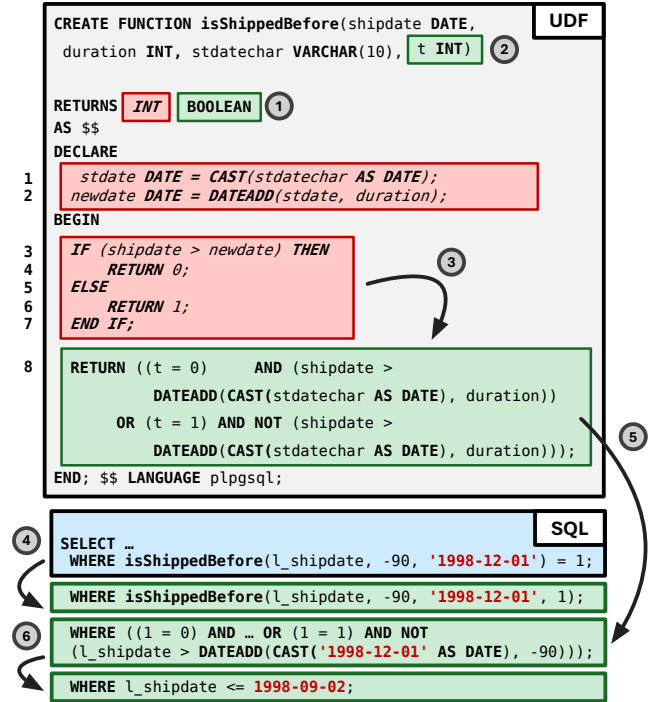 UDF
CREATE FUNCTION isShippedBefore(shipdate DATE,
duration INT, stdatechar VARCHAR(10), t INT) 2
RETURNS INT BOOLEAN 1
AS $$
DECLARE
1 stdate DATE = CAST(stdatechar AS DATE);
2 newdate DATE = DATEADD(stdate, duration);
BEGIN
3 IF (shipdate > newdate) THEN 3
4 RETURN 0;
5 ELSE
6 RETURN 1;
7 END IF;
8 RETURN ((t = 0) AND (shipdate >
DATEADD(CAST(stdatechar AS DATE), duration))
OR (t = 1) AND NOT (shipdate > 5
DATEADD(CAST(stdatechar AS DATE), duration)));
END; $$ LANGUAGE plpgsql;
SQL
4 SELECT …
WHERE isShippedBefore(l_shipdate, -90, '1998-12-01') = 1;
WHERE isShippedBefore(l_shipdate, -90, '1998-12-01', 1);
6 WHERE ((1 = 0) AND … OR (1 = 1) AND NOT
(l_shipdate > DATEADD(CAST('1998-12-01' AS DATE), -90)));
WHERE l_shipdate <= 1998-09-02;